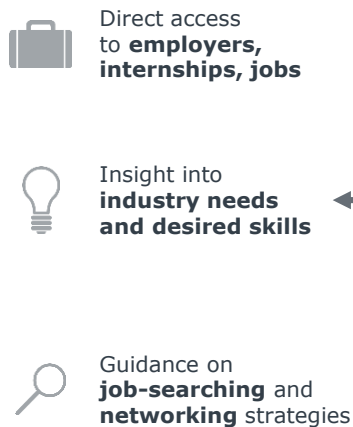 Direct access
to employers,
internships, jobs
Insight into
industry needs
and desired skills
Guidance on
job-searching and
networking strategies